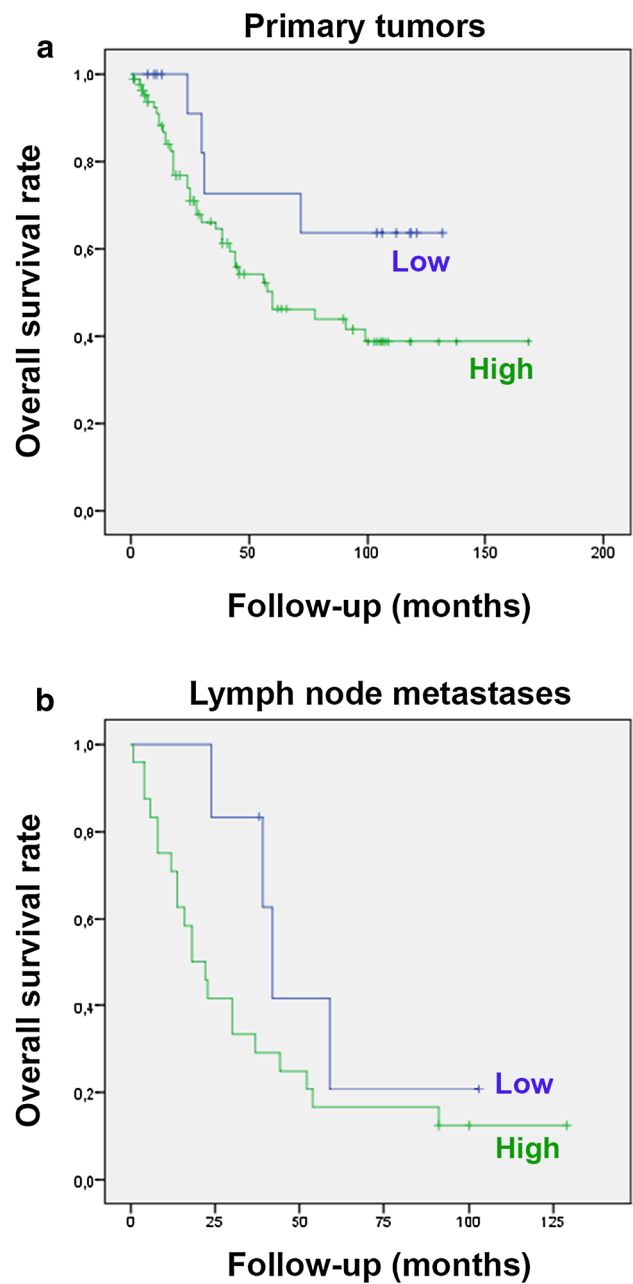 a
Primary tumors
Overall survival rate
1,0
0,8
0,6
0,4
0,2
0,0
Low
High
0 50 100 150 200
Follow-up (months)
b
Lymph node metastases
Overall survival rate
1,0
0,8
0,6
0,4
0,2
0,0
Low
High
0 25 50 75 100 125
Follow-up (months)